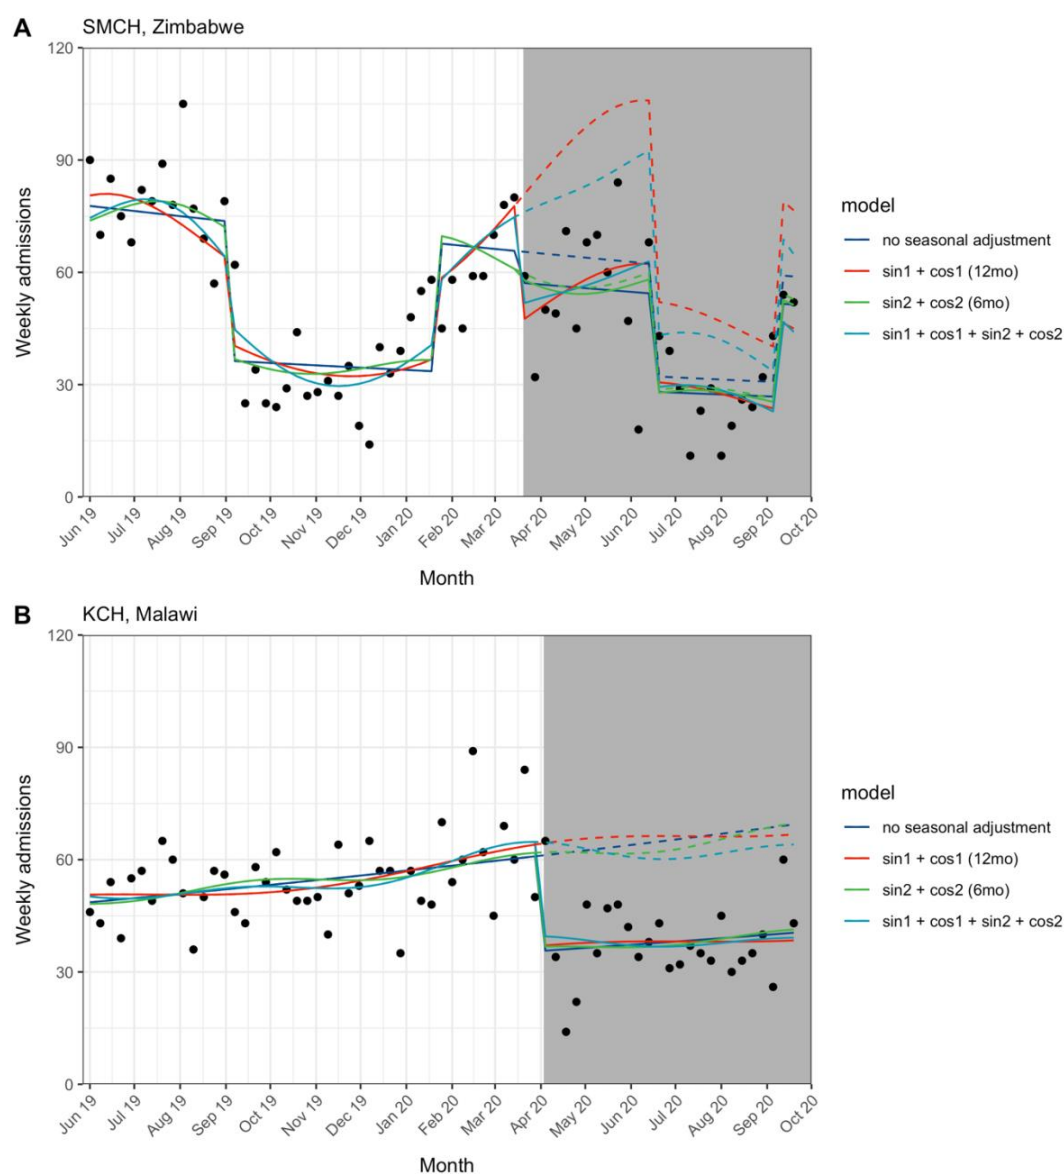 A
SMCH, Zimbabwe
120
90
60
30
0
Weekly admissions
Jun 19
Jul 19
Aug 19
Sep 19
Oct 19
Nov 19
Dec 19
Jan 20
Feb 20
Mar 20
Apr 20
May 20
Jun 20
Jul 20
Aug 20
Sep 20
Oct 20
Month
model
no seasonal adjustment
sin1 + cos1 (12mo)
sin2 + cos2 (6mo)
sin1 + cos1 + sin2 + cos2
B
KCH, Malawi
120
90
60
30
0
Weekly admissions
Jun 19
Jul 19
Aug 19
Sep 19
Oct 19
Nov 19
Dec 19
Jan 20
Feb 20
Mar 20
Apr 20
May 20
Jun 20
Jul 20
Aug 20
Sep 20
Oct 20
Month
model
no seasonal adjustment
sin1 + cos1 (12mo)
sin2 + cos2 (6mo)
sin1 + cos1 + sin2 + cos2